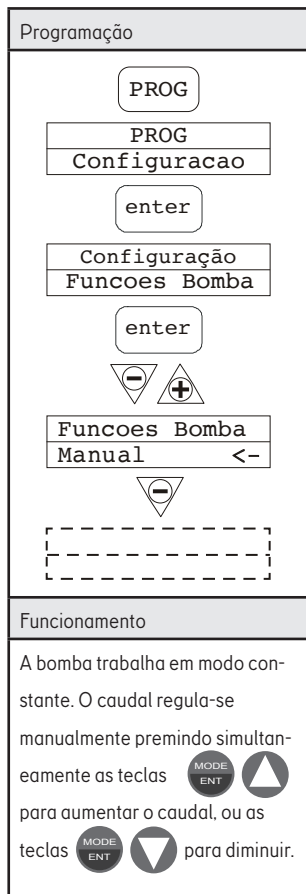 Programação
PROG
PROG
Configuracao
enter
Configuração
Funcoes Bomba
enter
Funcoes Bomba
Manual <-
Funcionamento
A bomba trabalha em modo con-
stante. O caudal regula-se
manualmente premindo simultan-
eamente as teclas MODE ENT
para aumentar o caudal, ou as
teclas MODE ENT para diminuir.